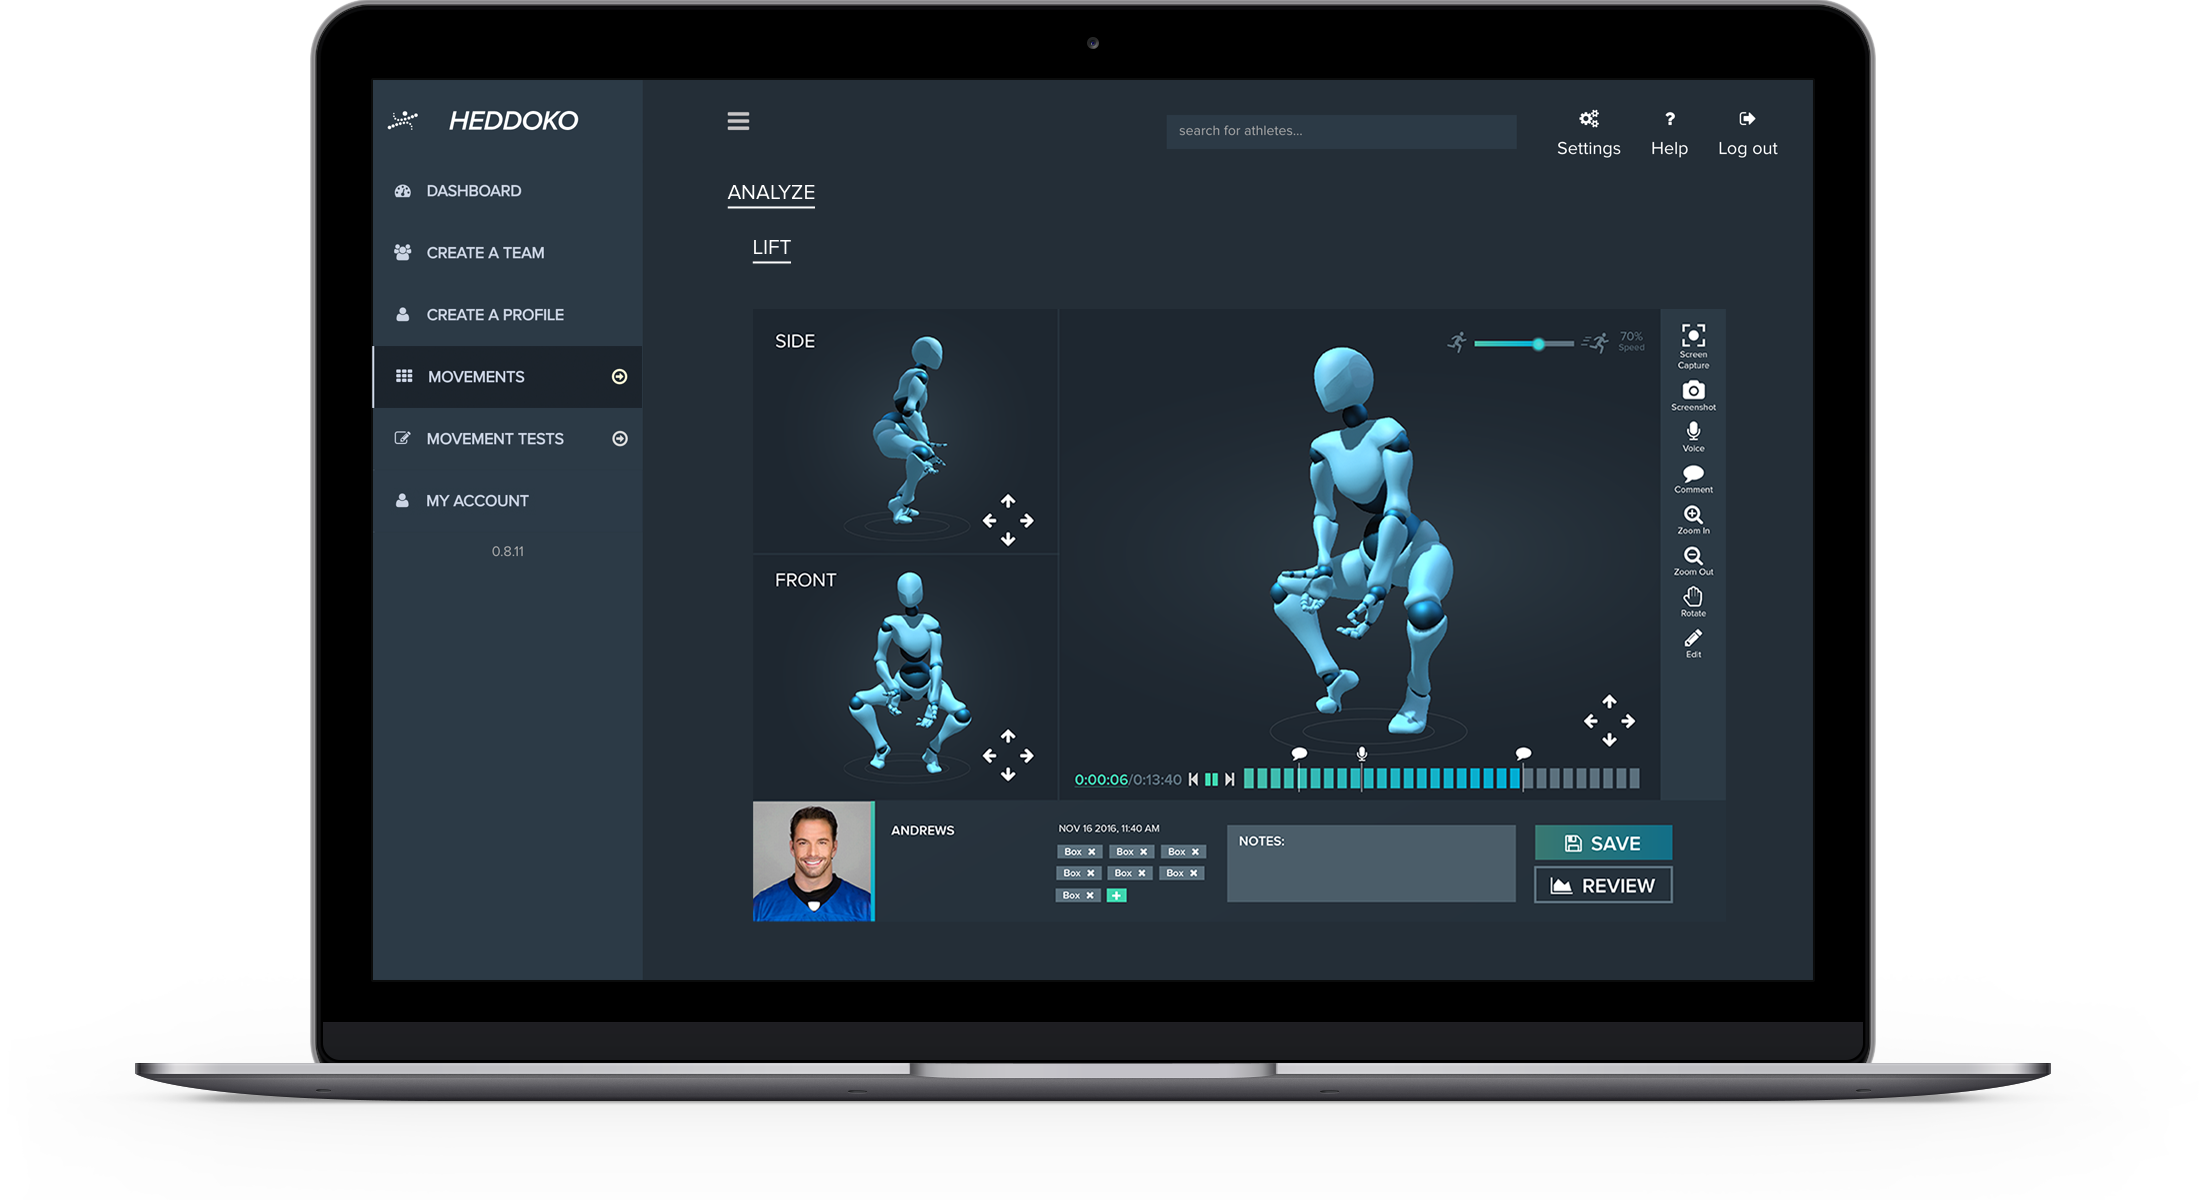 HEDDOKO
search for athletes...
Settings
Help
Log out
DASHBOARD
CREATE A TEAM
CREATE A PROFILE
MOVEMENTS
MOVEMENT TESTS
MY ACCOUNT
0.8.11
ANALYZE
LIFT
SIDE
FRONT
70%
Speed
Screen
Capture
Screenshot
Voice
Comment
Zoom In
Zoom Out
Rotate
Edit
0:00:06/0:13:40
ANDREWS
NOV 16 2016, 11:40 AM
Box Box Box
Box Box Box
Box
NOTES:
SAVE
REVIEW